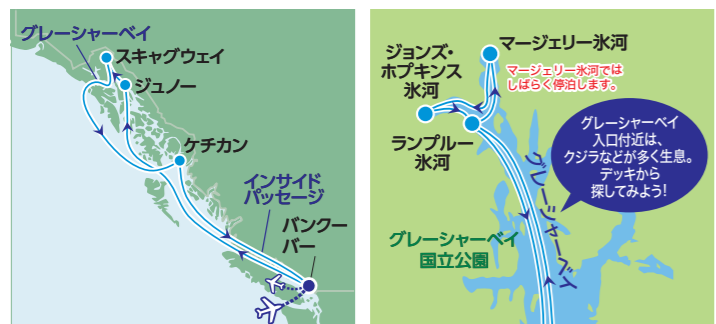 グレーシャーベイ
スキャグウェイ
ジュノー
ケチカン
インサイド
パッセージ
バンクー
バー
ジョンズ・
ホプキンス
氷河
マージェリー氷河
マージェリー氷河では
しばらく停泊します。
ランプルー
氷河
グレーシャーベイ
入口付近は、
クジラなどが多く生息。
デッキから
探してみよう!
グレーシャーベイ
グレーシャーベイ
国立公園